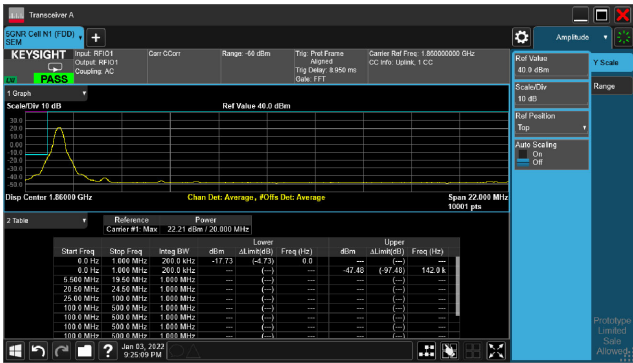 Transceiver A
5GNR Cell N1 (FDD)
SEM
Amplitude
KEYSIGHT
Input: RFIO1
Output: RFIO1
Coupling: AC
Corr CCorr
Range: -60 dBm
Trig: Pret Frame
Aligned
Trig Delay: 8.950 ms
Gate: FFT
Carrier Ref Freq: 1.860000000 GHz
CC Info: Uplink, 1 CC
PASS
Ref Value
40.0 dBm
Y Scale
Scale/Div
10 dB
Range
Ref Position
Top
Auto Scaling
On
Off
1 Graph
Scale/Div 10 dB
Ref Value 40.0 dBm
30.0
20.0
10.0
0.00
-10.0
-20.0
-30.0
-40.0
-50.0
Disp Center 1.86000 GHz
Chan Det: Average, #Offs Det: Average
Span 22.000 MHz
10001 pts
2 Table
Reference Power
Carrier #1: Max 22.21 dBm / 20.000 MHz
Lower Upper
Start Freq Stop Freq Integ BW dBm ΔLimit(dB) Freq (Hz) dBm ΔLimit(dB) Freq (Hz)
0.0 Hz 1.000 MHz 200.0 kHz -17.73 (-4.73) 0.0 --- (---) ---
0.0 Hz 1.000 MHz 200.0 kHz --- (---) --- -47.48 (-97.48) 142.0 k
5.500 MHz 19.50 MHz 1.000 MHz --- (---) --- --- (---) ---
20.50 MHz 24.50 MHz 1.000 MHz --- (---) --- --- (---) ---
25.00 MHz 100.0 MHz 1.000 MHz --- (---) --- --- (---) ---
100.0 MHz 500.0 MHz 1.000 MHz --- (---) --- --- (---) ---
100.0 MHz 500.0 MHz 1.000 MHz --- (---) --- --- (---) ---
100.0 MHz 500.0 MHz 1.000 MHz --- (---) --- --- (---) ---
100.0 MHz 500.0 MHz 1.000 MHz --- (---) --- --- (---) ---
Prototype
Limited
Sale
Allowed
Jan 03, 2022
9:25:09 PM